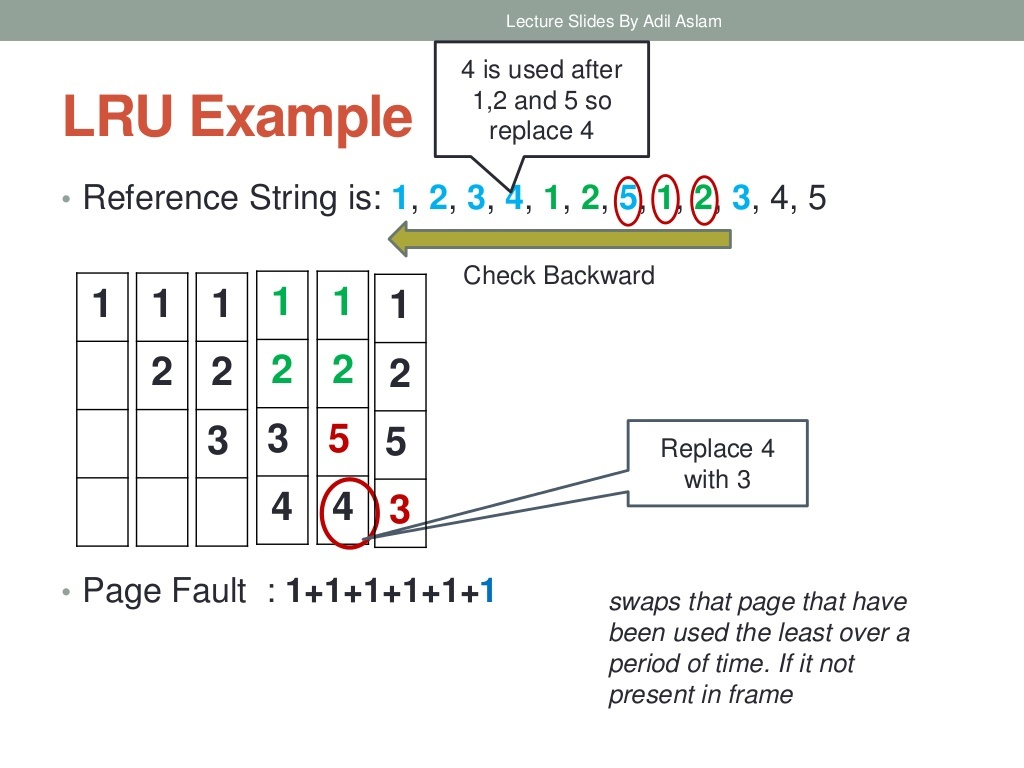 Lecture Slides By Adil Aslam
4 is used after
1,2 and 5 so
replace 4
LRU Example
• Reference String is: 1, 2, 3, 4, 1, 2, 5, 1, 2, 3, 4, 5
Check Backward
1 1 1 1 1 1
2 2 2 2 2
3 3 5 5
4 4 3
Replace 4
with 3
• Page Fault : 1+1+1+1+1+1
swaps that page that have
been used the least over a
period of time. If it not
present in frame